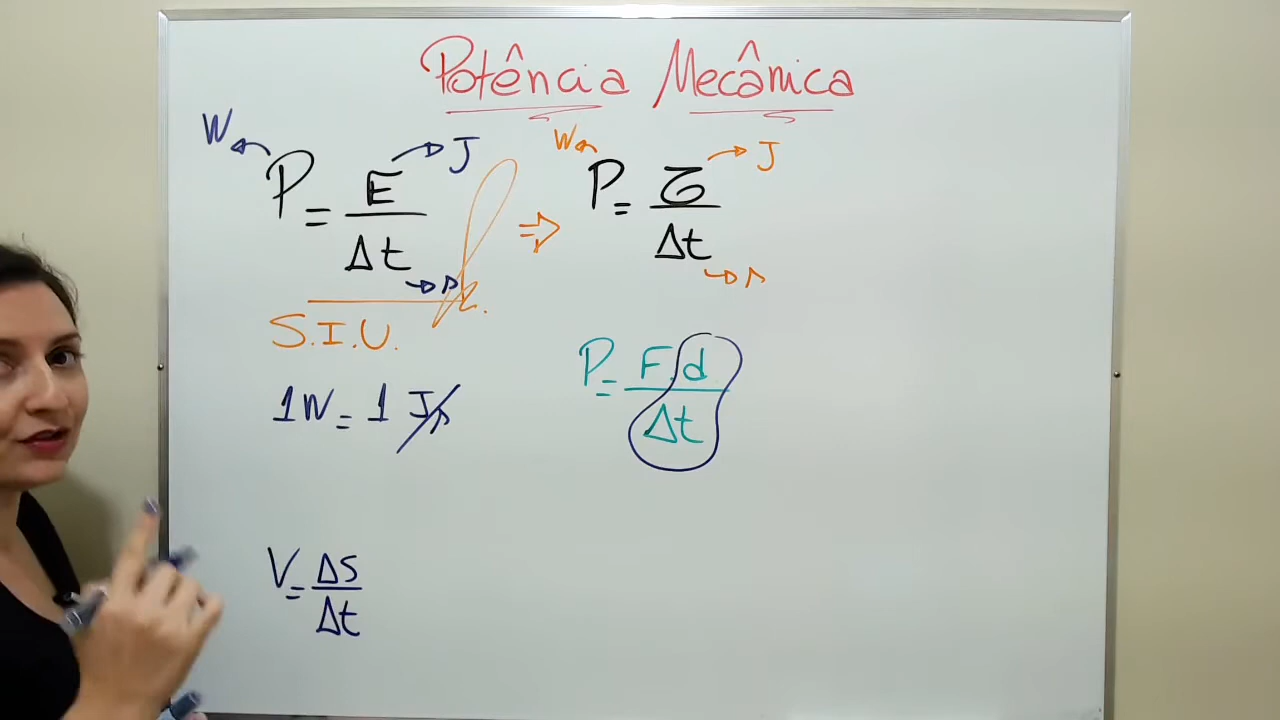 Potência Mecânica
W ← P = E → J / Δt → s ⇒ W ← P = τ → J / Δt → s
S.I.U.
P = F.d / Δt
1W = 1 J/s
V = ΔS / Δt